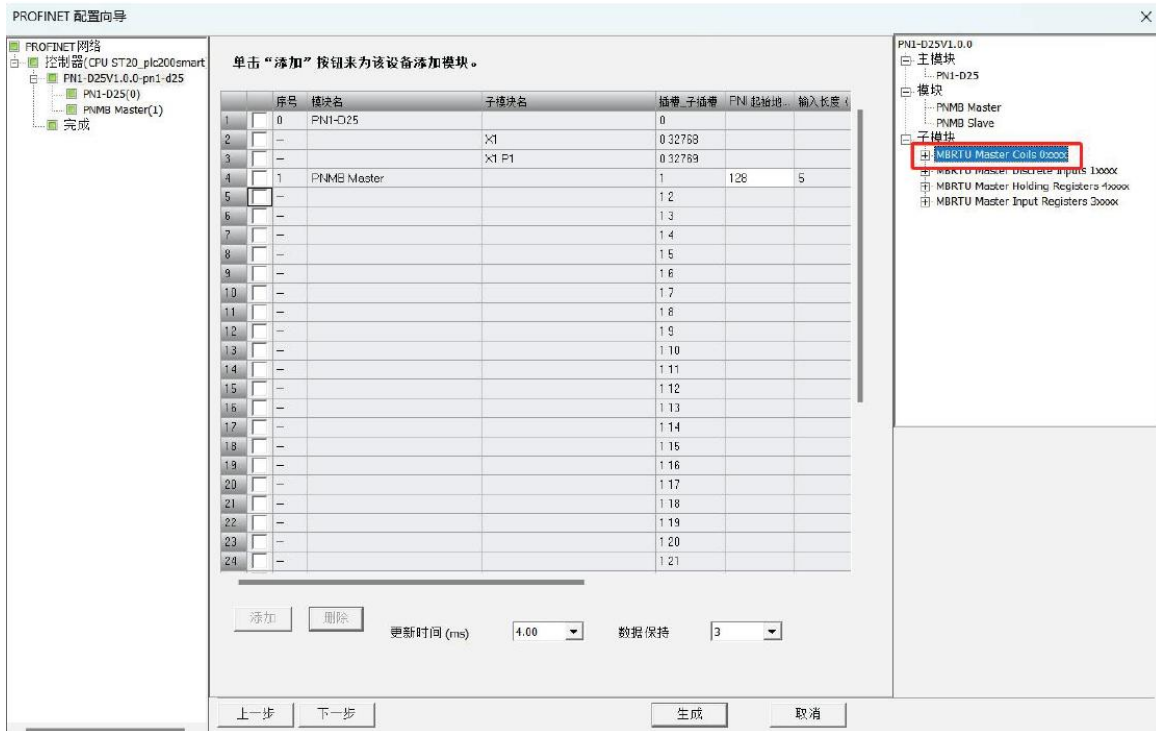 PROFINET 配置向导
PROFINET网络
控制器(CPU ST20_plc200smart
PN1-D25V1.0.0-pn1-d25
PN1-D25(0)
PNMB Master(1)
完成
单击“添加”按钮来为该设备添加模块。
序号 模块名 子模块名 插槽_子插槽 PNI 起始地... 输入长度 (
1 0 PN1-D25 0
2 -- X1 0 32768
3 -- X1 P1 0 32769
4 1 PNMB Master 1 128 5
5 -- 1 2
6 -- 1 3
7 -- 1 4
8 -- 1 5
9 -- 1 6
10 -- 1 7
11 -- 1 8
12 -- 1 9
13 -- 1 10
14 -- 1 11
15 -- 1 12
16 -- 1 13
17 -- 1 14
18 -- 1 15
19 -- 1 16
20 -- 1 17
21 -- 1 18
22 -- 1 19
23 -- 1 20
24 -- 1 21
添加 删除 更新时间 (ms) 4.00 数据保持 3
上一步 下一步 生成 取消
PN1-D25V1.0.0
主模块
PN1-D25
模块
PNMB Master
PNMB Slave
子模块
MBRTU Master Coils 0xxxx
MBRTU Master Discrete Inputs 1xxxx
MBRTU Master Holding Registers 4xxxx
MBRTU Master Input Registers 3xxxx